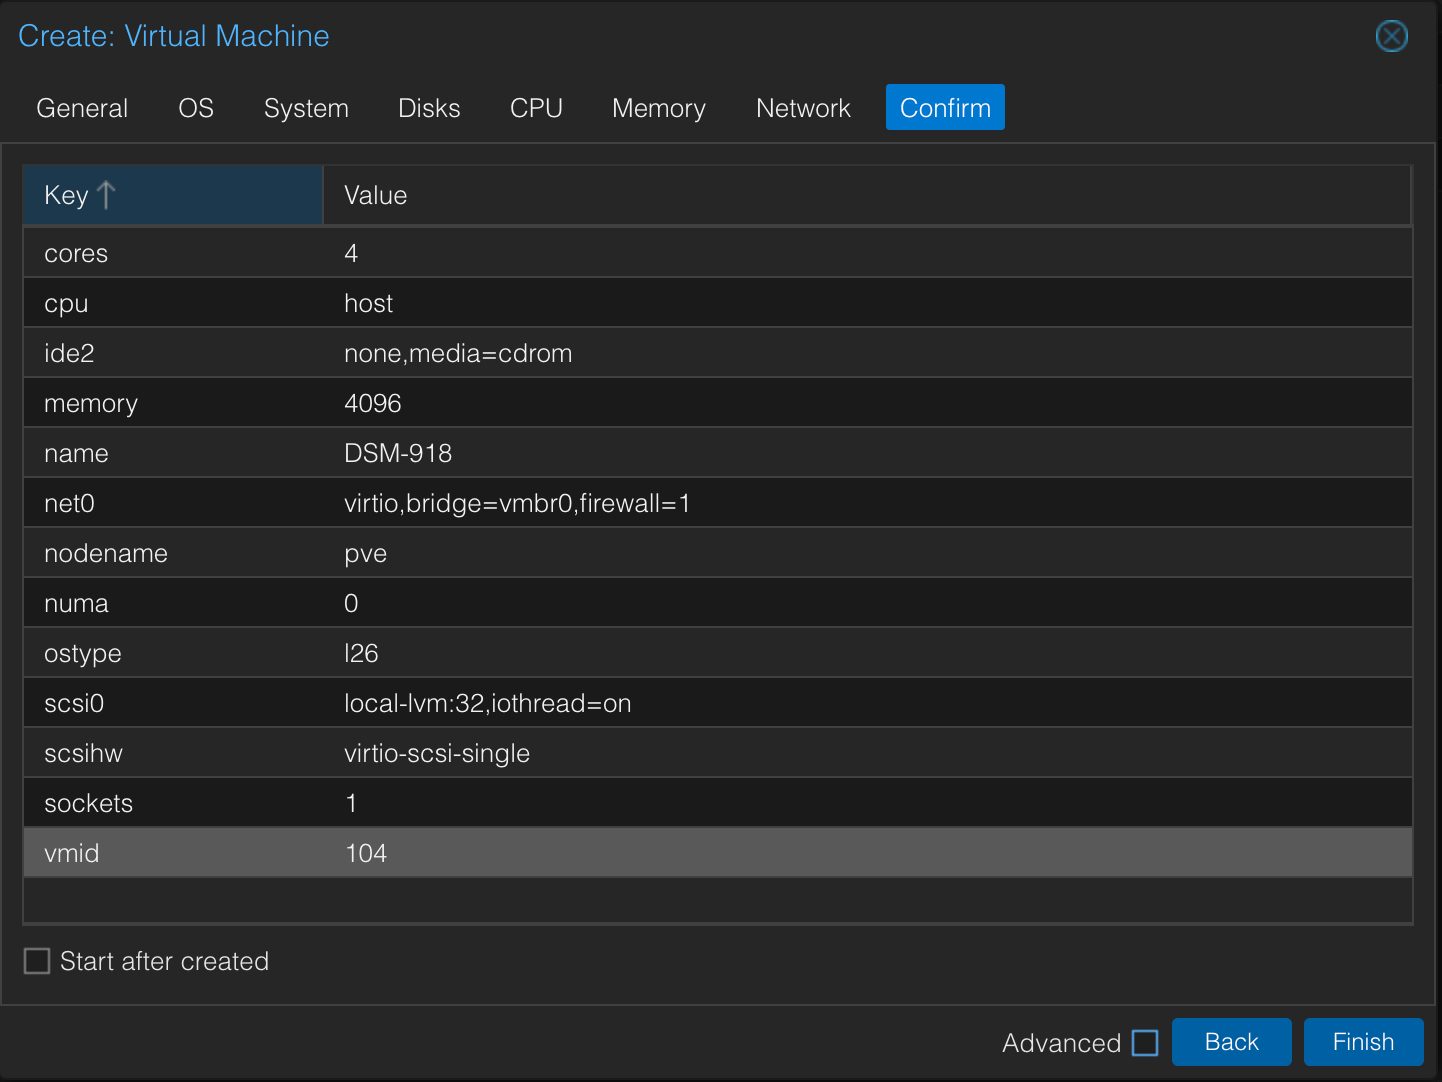 Create: Virtual Machine
General OS System Disks CPU Memory Network Confirm
Key ↑ Value
cores 4
cpu host
ide2 none,media=cdrom
memory 4096
name DSM-918
net0 virtio,bridge=vmbr0,firewall=1
nodename pve
numa 0
ostype l26
scsi0 local-lvm:32,iothread=on
scsihw virtio-scsi-single
sockets 1
vmid 104
Start after created
Advanced Back Finish